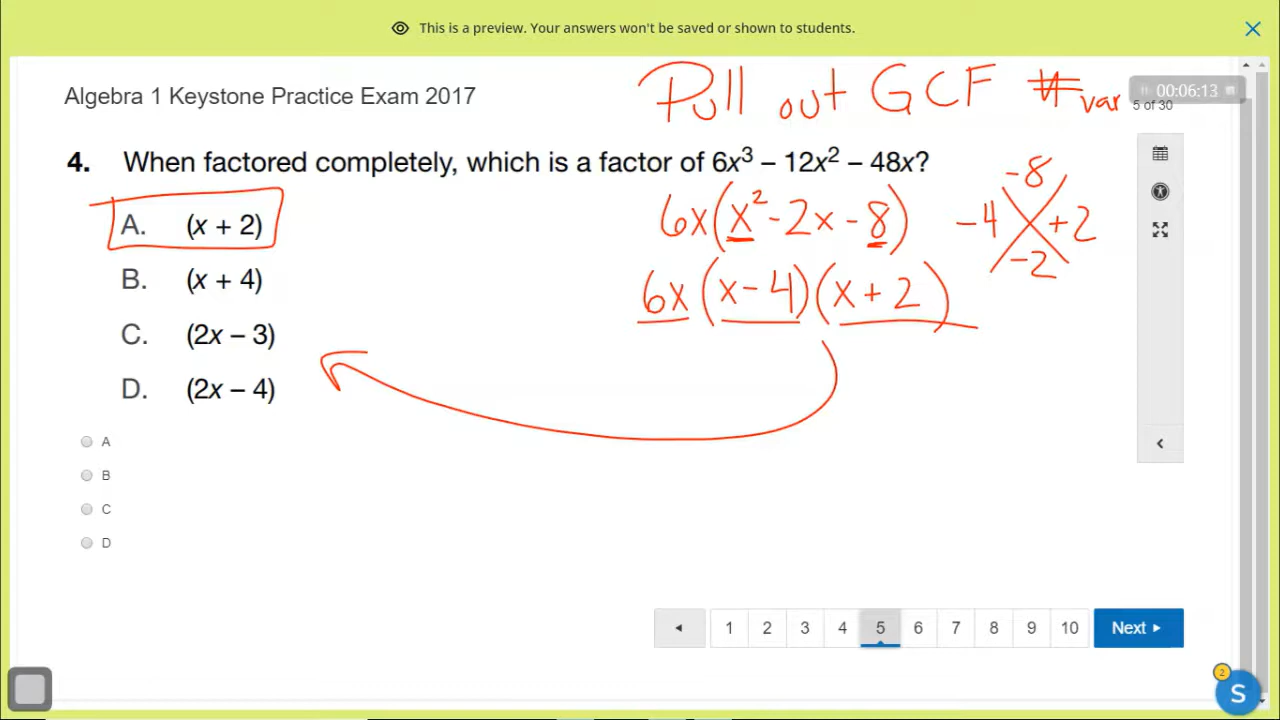 This is a preview. Your answers won't be saved or shown to students.
Algebra 1 Keystone Practice Exam 2017
Pull out GCF # var
00:06:13
5 of 30
4. When factored completely, which is a factor of 6x³ – 12x² – 48x?
A. (x + 2)
B. (x + 4)
C. (2x – 3)
D. (2x – 4)
6x(x² - 2x - 8)
6x(x - 4)(x + 2)
-8
-4 +2
-2
A
B
C
D
1 2 3 4 5 6 7 8 9 10 Next
2
S